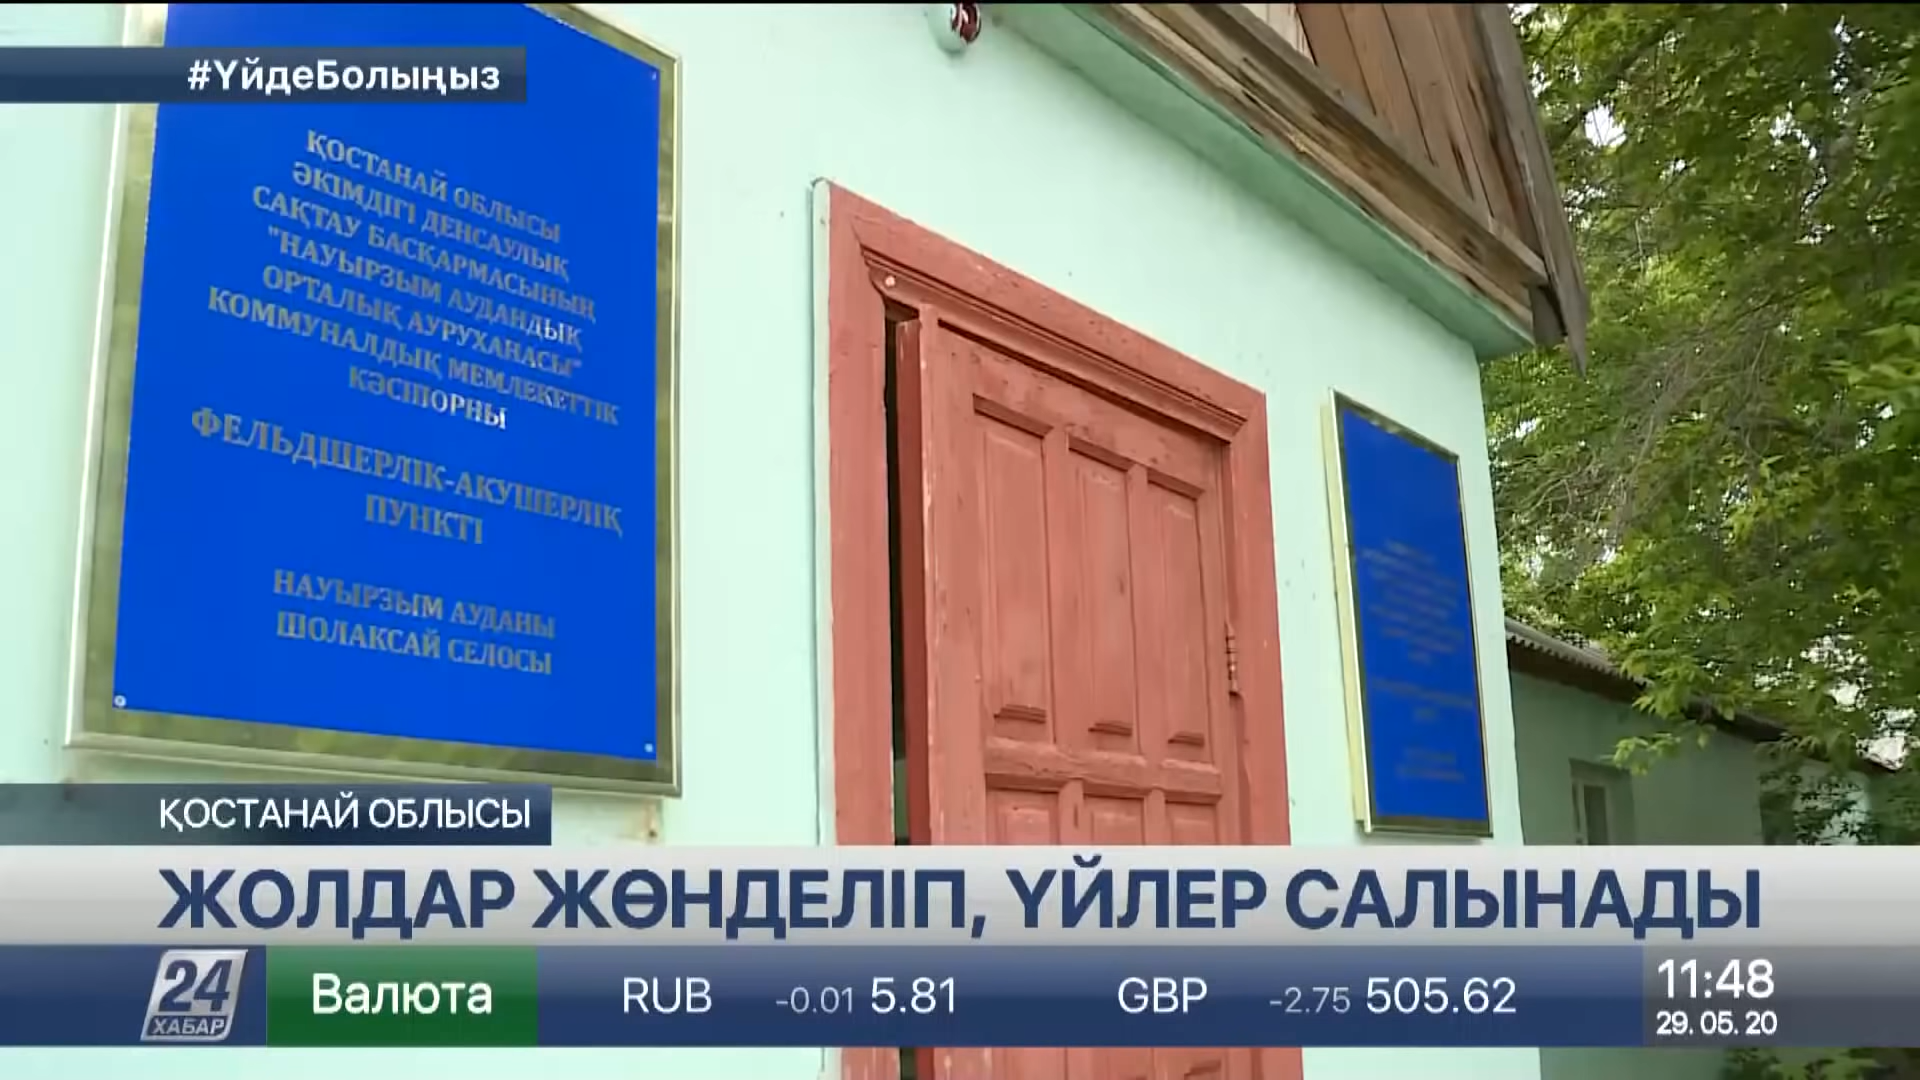 #ҮйдеБолыңыз
ҚОСТАНАЙ ОБЛЫСЫ
ӘКІМДІГІ ДЕНСАУЛЫҚ
САҚТАУ БАСҚАРМАСЫНЫҢ
"НАУЫРЗЫМ АУДАНДЫҚ
ОРТАЛЫҚ АУРУХАНАСЫ"
КОММУНАЛДЫҚ МЕМЛЕКЕТТІК
КӘСІПОРНЫ
ФЕЛЬДШЕРЛІК-АКУШЕРЛІҚ
ПУНКТІ
НАУЫРЗЫМ АУДАНЫ
ШОЛАКСАЙ СЕЛОСЫ
ҚОСТАНАЙ ОБЛЫСЫ
ЖОЛДАР ЖӨНДЕЛІП, ҮЙЛЕР САЛЫНАДЫ
24 ХАБАР
Валюта RUB -0.01 5.81 GBP -2.75 505.62
11:48
29. 05. 20